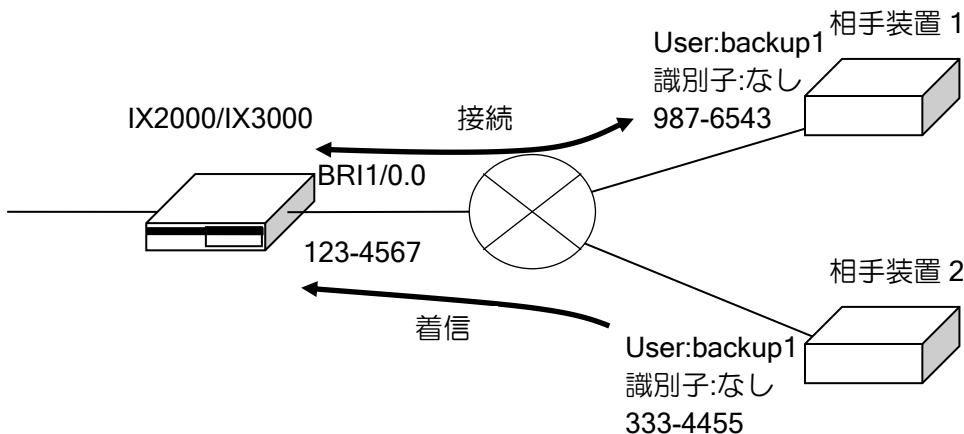 相手装置 1
User:backup1
識別子:なし
987-6543
IX2000/IX3000
接続
BRI1/0.0
123-4567
相手装置 2
着信
User:backup1
識別子:なし
333-4455